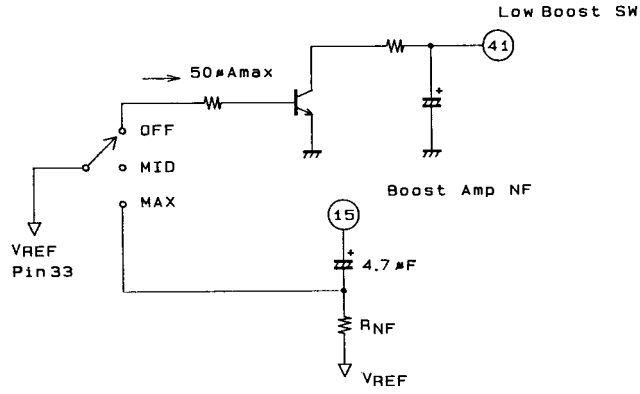 Low Boost SW
41
50μAmax
+
OFF
MID
MAX
Boost Amp NF
15
VREF
Pin33
+
4.7μF
RNF
VREF